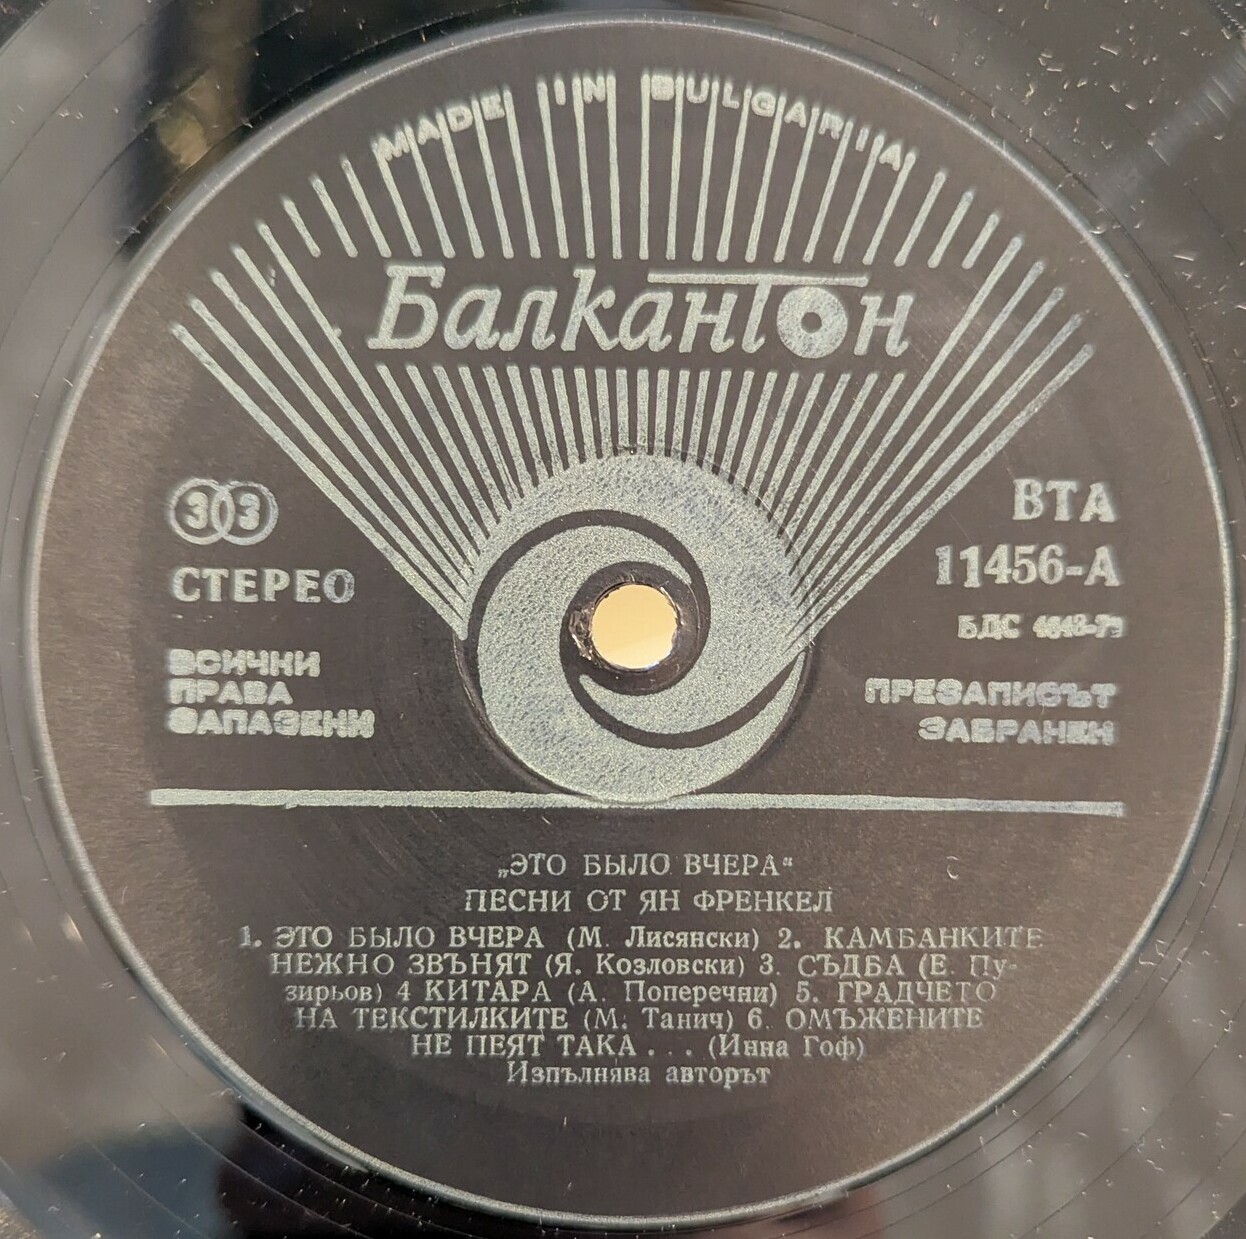 MADE IN BULGARIA
Балкантон
33
СТЕРЕО
ВСИЧКИ
ПРАВА
ЗАПАЗЕНИ
ВТА
11456-А
БДС
ПРЕЗАПИСЪТ
ЗАБРАНЕН
„ЭТО БЫЛО ВЧЕРА“
ПЕСНИ ОТ ЯН ФРЕНКЕЛ
1. ЭТО БЫЛО ВЧЕРА (М. Лисянски) 2. КАМБАНКИТЕ
НЕЖНО ЗВЪНЯТ (Я. Козловски) 3. СЪДБА (Е. Пу-
зирьов) 4 КИТАРА (А. Поперечни) 5. ГРАДЧЕТО
НА ТЕКСТИЛКИТЕ (М. Танич) 6. ОМЪЖЕНИТЕ
НЕ ПЕЯТ ТАКА . . . (Инна Гоф)
Изпълнява авторът